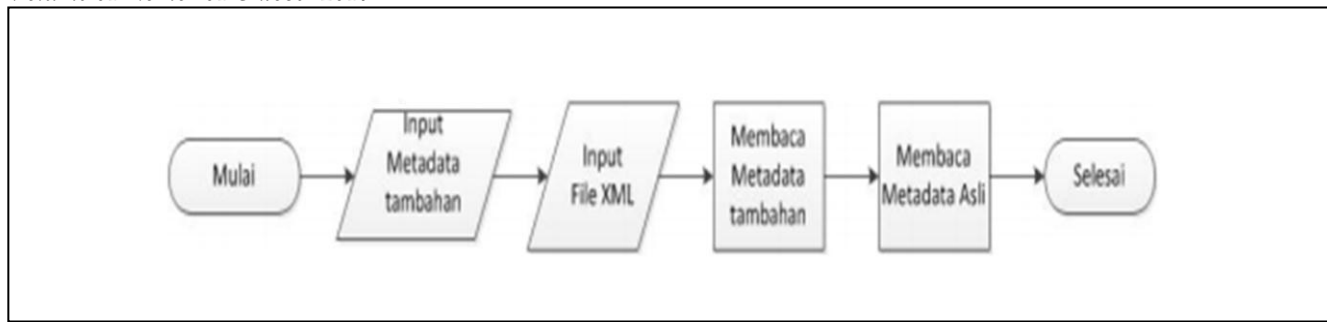 Mulai
Input
Metadata
tambahan
Input
File XML
Membaca
Metadata
tambahan
Membaca
Metadata Asli
Selesai